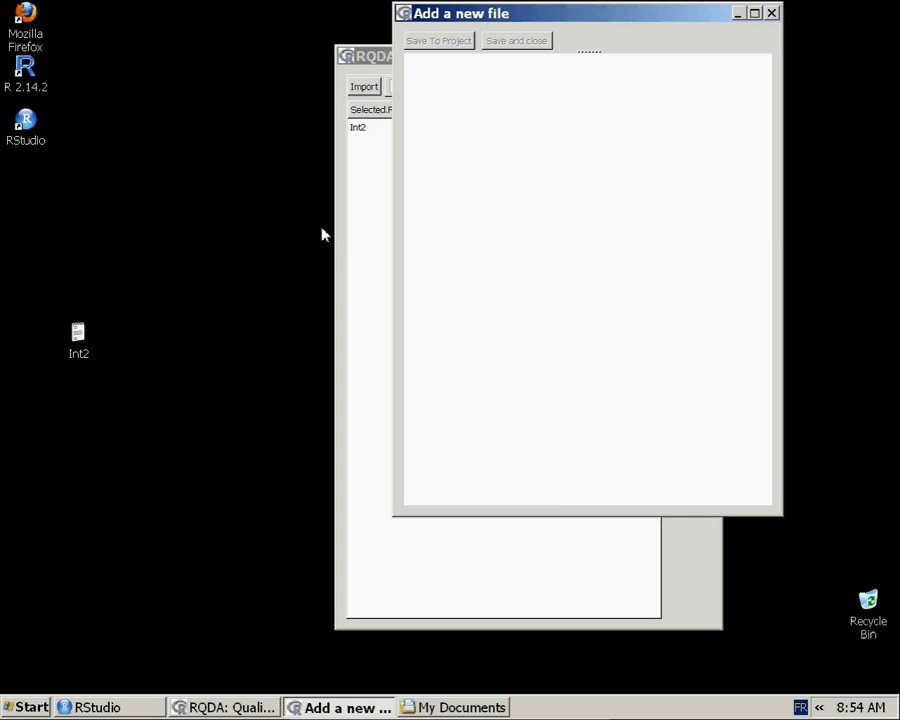 Mozilla
Firefox
R 2.14.2
RStudio
Int2
Add a new file
Save To Project
Save and close
RQDA
Import
Selected.F
Int2
Recycle
Bin
Start
RStudio
RQDA: Quali...
Add a new ...
My Documents
FR
«
8:54 AM